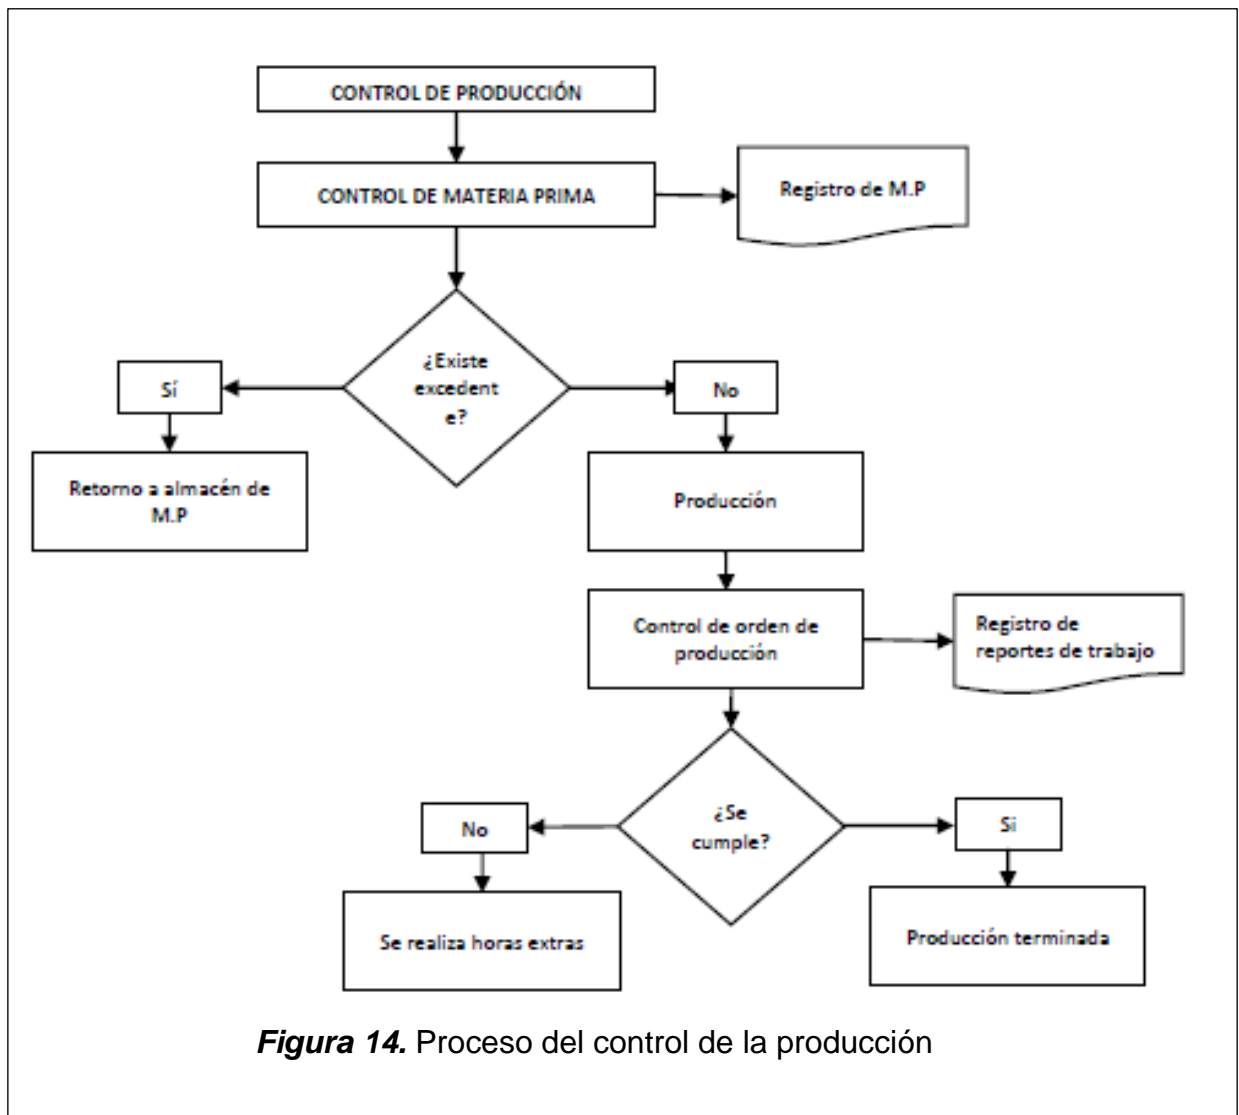 CONTROL DE PRODUCCIÓN
CONTROL DE MATERIA PRIMA
Registro de M.P
¿Existe
excedent
e?
Sí
No
Retorno a almacén de
M.P
Producción
Control de orden de
producción
Registro de
reportes de trabajo
¿Se
cumple?
No
Si
Se realiza horas extras
Producción terminada
Figura 14. Proceso del control de la producción